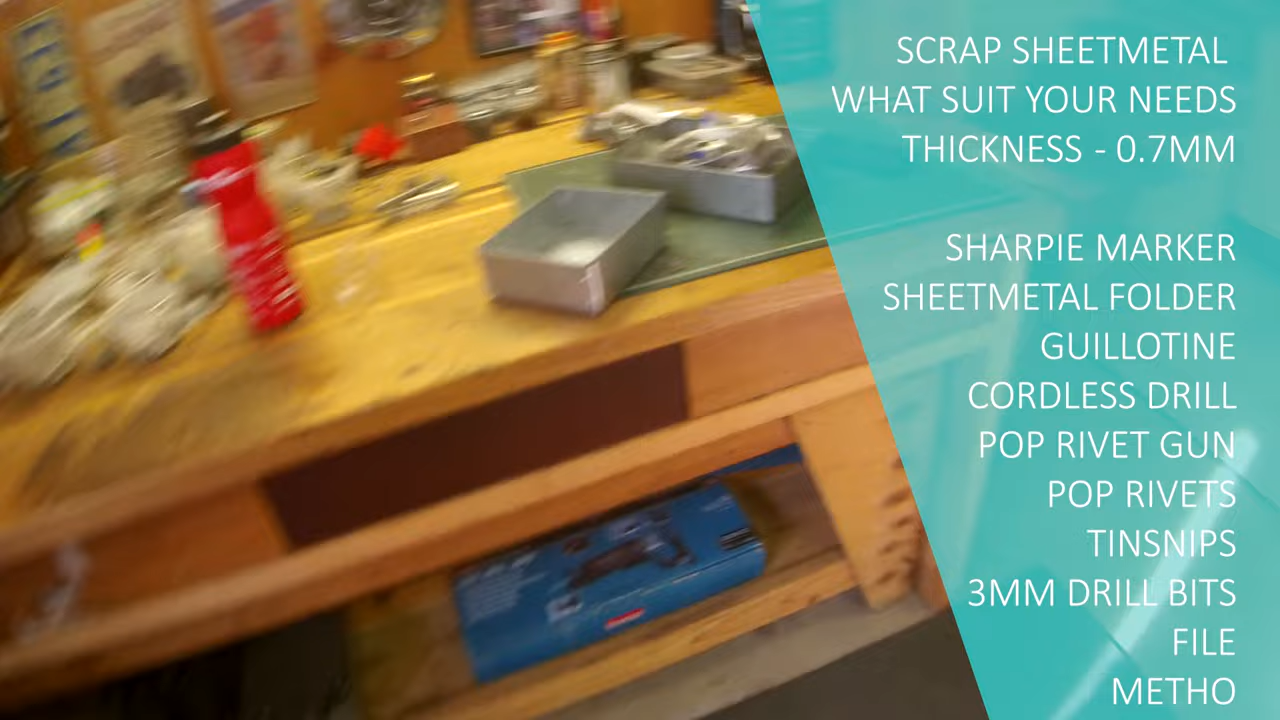 SCRAP SHEETMETAL
WHAT SUIT YOUR NEEDS
THICKNESS - 0.7MM
SHARPIE MARKER
SHEETMETAL FOLDER
GUILLOTINE
CORDLESS DRILL
POP RIVET GUN
POP RIVETS
TINSNIPS
3MM DRILL BITS
FILE
METHO